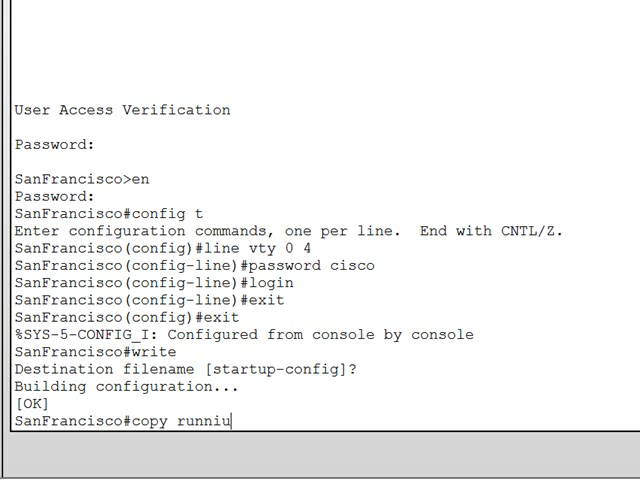 User Access Verification
Password:
SanFrancisco>en
Password:
SanFrancisco#config t
Enter configuration commands, one per line.  End with CNTL/Z.
SanFrancisco(config)#line vty 0 4
SanFrancisco(config-line)#password cisco
SanFrancisco(config-line)#login
SanFrancisco(config-line)#exit
SanFrancisco(config)#exit
%SYS-5-CONFIG_I: Configured from console by console
SanFrancisco#write
Destination filename [startup-config]?
Building configuration...
[OK]
SanFrancisco#copy runniu